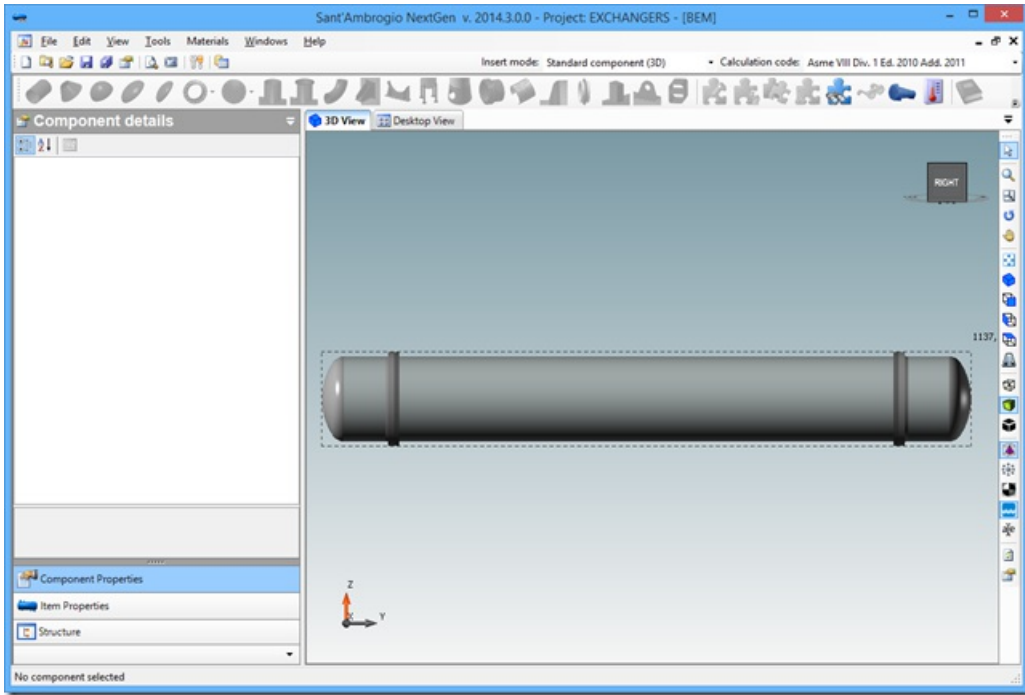 Sant'Ambrogio NextGen v. 2014.3.0.0 - Project: EXCHANGERS - [BEM]
File Edit View Tools Materials Windows Help
Insert mode: Standard component (3D) Calculation code: Asme VIII Div. 1 Ed. 2010 Add. 2011
Component details
3D View Desktop View
RIGHT
1137,
Z
X Y
Component Properties
Item Properties
Structure
No component selected